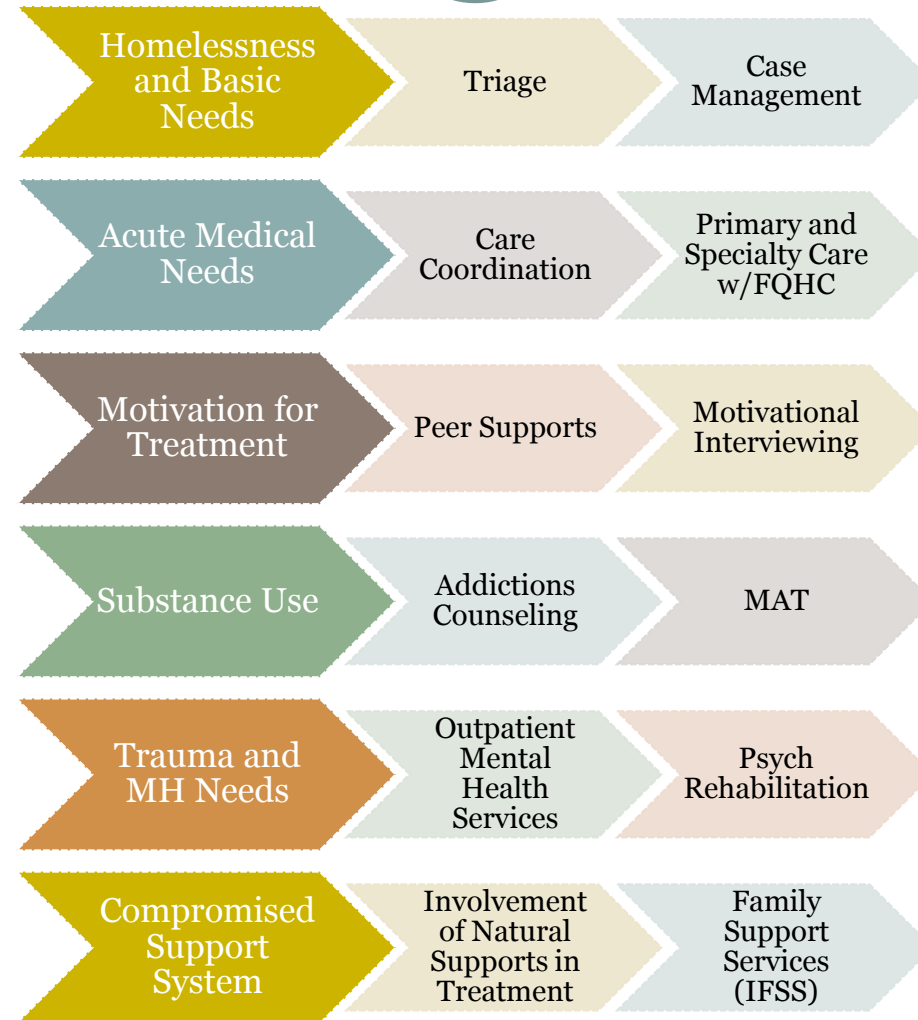 Homelessness
and Basic
Needs
Triage
Case
Management
Acute Medical
Needs
Care
Coordination
Primary and
Specialty Care
w/FQHC
Motivation for
Treatment
Peer Supports
Motivational
Interviewing
Substance Use
Addictions
Counseling
MAT
Trauma and
MH Needs
Outpatient
Mental
Health
Services
Psych
Rehabilitation
Compromised
Support
System
Involvement
of Natural
Supports in
Treatment
Family
Support
Services
(IFSS)